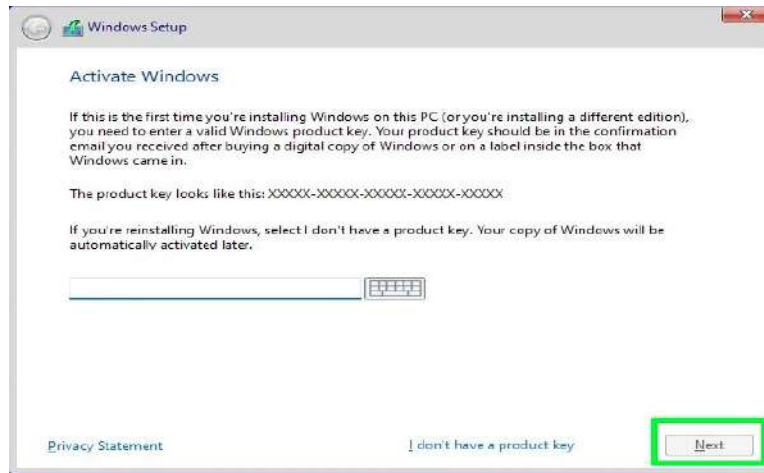 Windows Setup
Activate Windows
If this is the first time you're installing Windows on this PC (or you're installing a different edition),
you need to enter a valid Windows product key. Your product key should be in the confirmation
email you received after buying a digital copy of Windows or on a label inside the box that
Windows came in.
The product key looks like this: XXXXX-XXXXX-XXXXX-XXXXX-XXXXX
If you're reinstalling Windows, select I don't have a product key. Your copy of Windows will be
automatically activated later.
Privacy Statement
I don't have a product key
Next